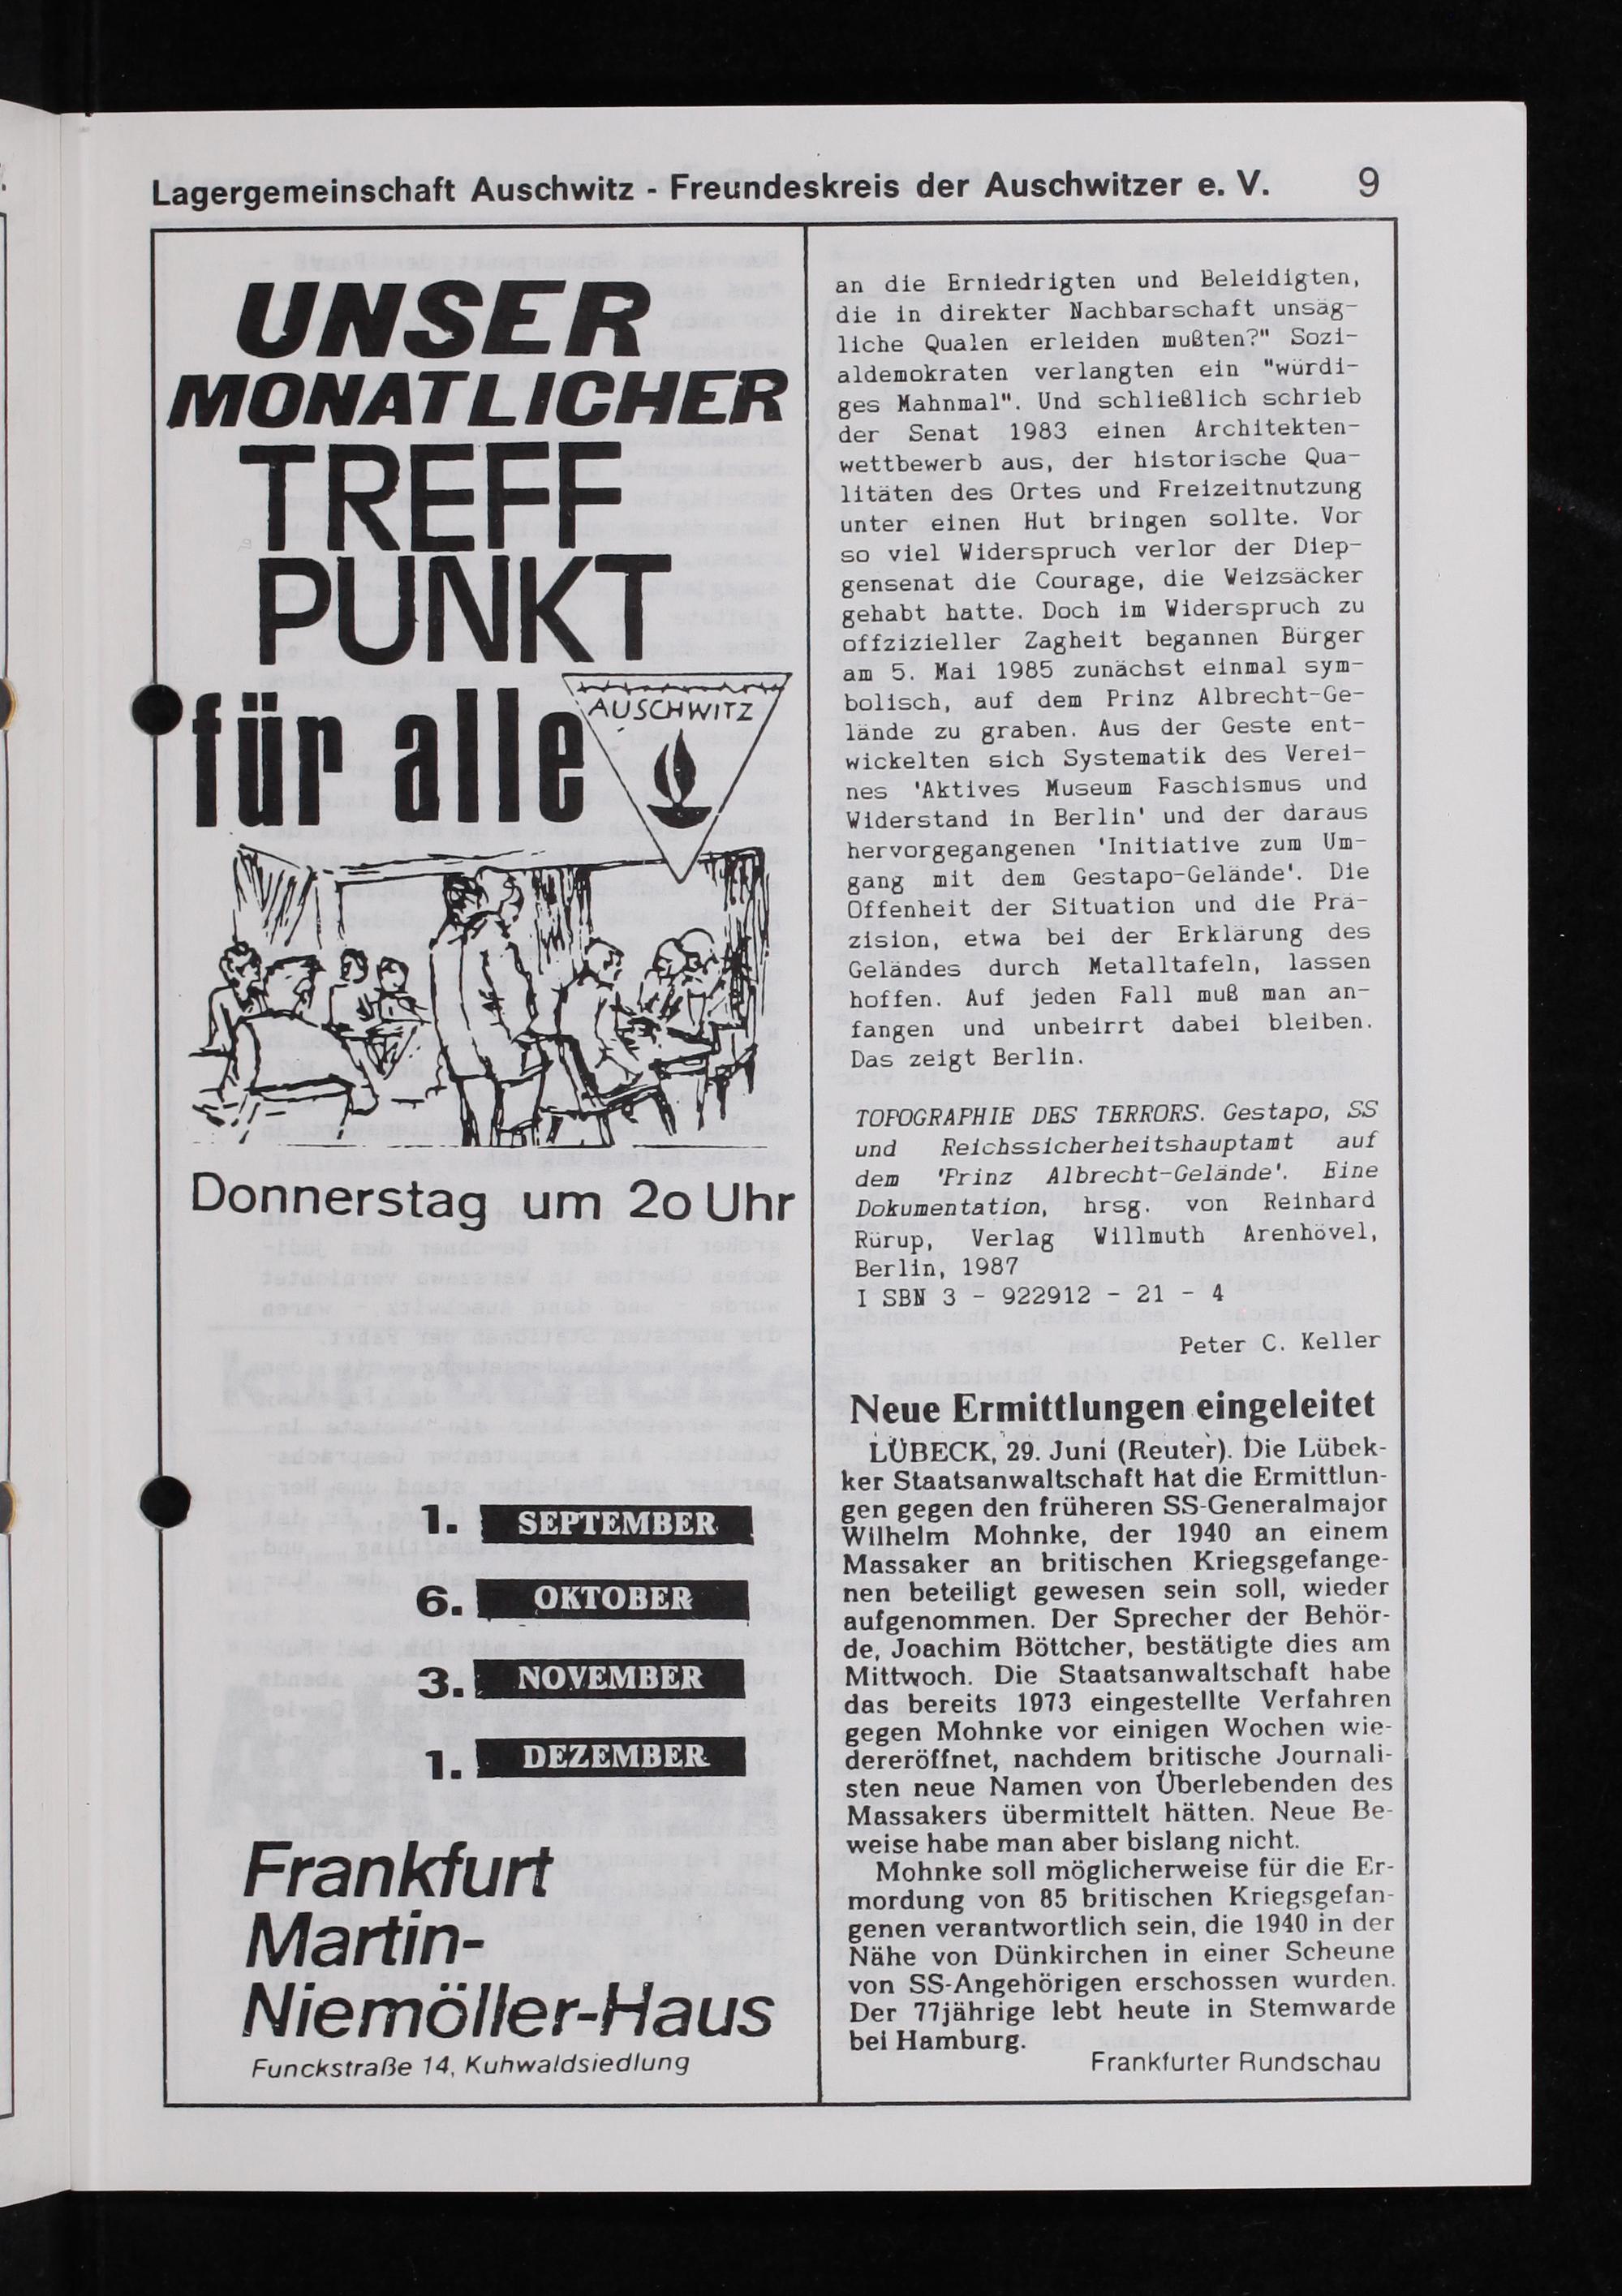 Lagergemeinschaft Auschwitz - Freundeskreis der Auschwitzer e. V. 9
UNSER
MONATLICHER
TREFF
PUNKT
für alle
AUSCHWITZ
Donnerstag um 20 Uhr
1. SEPTEMBER
6. OKTOBER
3. NOVEMBER
1. DEZEMBER
Frankfurt
Martin-
Niemöller-Haus
Funckstraße 14, Kuhwaldsiedlung
an die Erniedrigten und Beleidigten,
die in direkter Nachbarschaft unsäg-
liche Qualen erleiden mußten?" Sozi-
aldemokraten verlangten ein "würdi-
ges Mahnmal". Und schließlich schrieb
der Senat 1983 einen Architekten-
wettbewerb aus, der historische Qua-
litäten des Ortes und Freizeitnutzung
unter einen Hut bringen sollte. Vor
so viel Widerspruch verlor der Diep-
gensenat die Courage, die Weizsäcker
gehabt hatte. Doch im Widerspruch zu
offzizieller Zagheit begannen Bürger
am 5. Mai 1985 zunächst einmal sym-
bolisch, auf dem Prinz Albrecht-Ge-
lände zu graben. Aus der Geste ent-
wickelten sich Systematik des Verei-
nes 'Aktives Museum Faschismus und
Widerstand in Berlin' und der daraus
hervorgegangenen 'Initiative zum Um-
gang mit dem Gestapo-Gelände'. Die
Offenheit der Situation und die Prä-
zision, etwa bei der Erklärung des
Geländes durch Metalltafeln, lassen
hoffen. Auf jeden Fall muß man an-
fangen und unbeirrt dabei bleiben.
Das zeigt Berlin.
TOPOGRAPHIE DES TERRORS. Gestapo, SS
und Reichssicherheitshauptamt auf
dem 'Prinz Albrecht-Gelände'. Eine
Dokumentation, hrsg. von Reinhard
Rürup, Verlag Willmuth Arenhövel,
Berlin, 1987
I SBN 3 - 922912 - 21 - 4
Peter C. Keller
Neue Ermittlungen eingeleitet
LÜBECK, 29. Juni (Reuter). Die Lübek-
ker Staatsanwaltschaft hat die Ermittlun-
gen gegen den früheren SS-Generalmajor
Wilhelm Mohnke, der 1940 an einem
Massaker an britischen Kriegsgefange-
nen beteiligt gewesen sein soll, wieder
aufgenommen. Der Sprecher der Behör-
de, Joachim Böttcher, bestätigte dies am
Mittwoch. Die Staatsanwaltschaft habe
das bereits 1973 eingestellte Verfahren
gegen Mohnke vor einigen Wochen wie-
dereröffnet, nachdem britische Journali-
sten neue Namen von Überlebenden des
Massakers übermittelt hätten. Neue Be-
weise habe man aber bislang nicht.
Mohnke soll möglicherweise für die Er-
mordung von 85 britischen Kriegsgefan-
genen verantwortlich sein, die 1940 in der
Nähe von Dünkirchen in einer Scheune
von SS-Angehörigen erschossen wurden.
Der 77jährige lebt heute in Stemwarde
bei Hamburg.
Frankfurter Rundschau